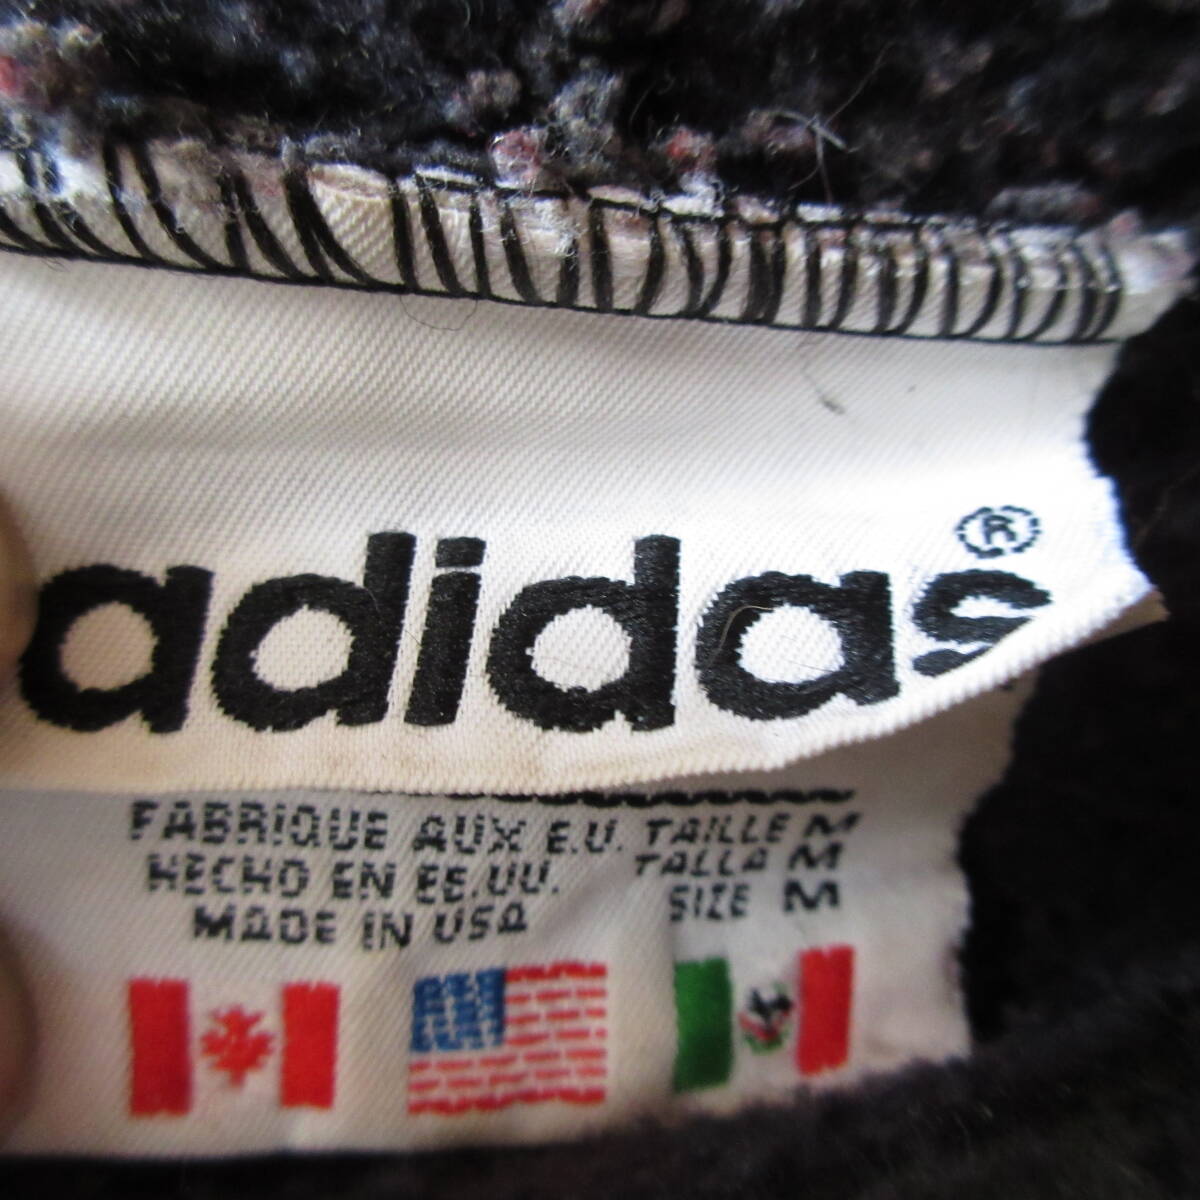 adidas®
FABRIQUE AUX E.U. TAILLE M
HECHO EN EE.UU. TALLA M
MADE IN USA SIZE M